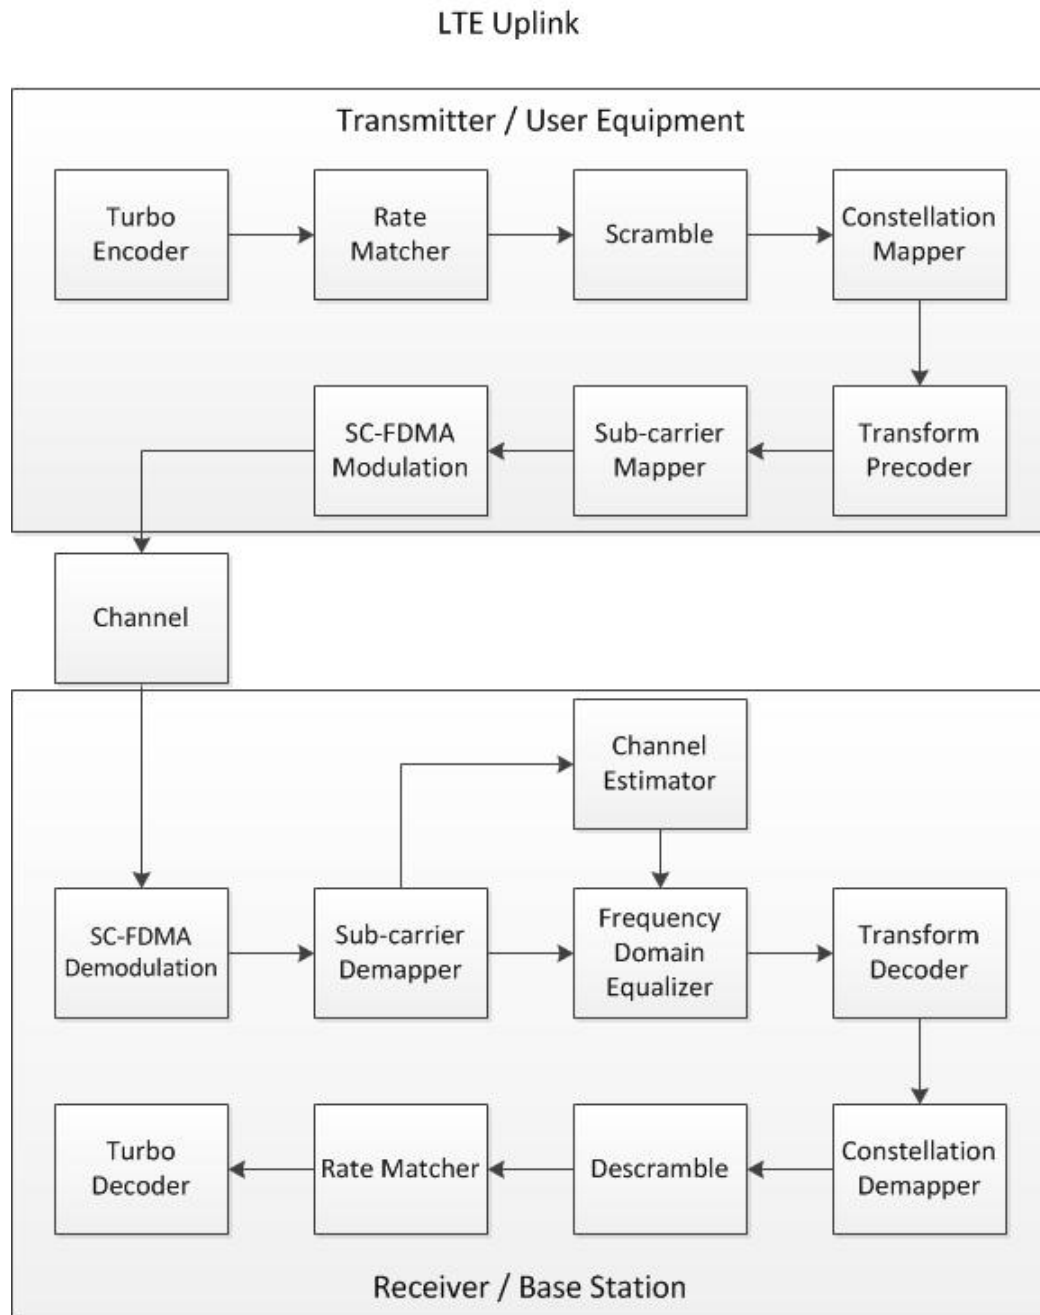 LTE Uplink
Transmitter / User Equipment
Turbo
Encoder
Rate
Matcher
Scramble
Constellation
Mapper
SC-FDMA
Modulation
Sub-carrier
Mapper
Transform
Precoder
Channel
Channel
Estimator
SC-FDMA
Demodulation
Sub-carrier
Demapper
Frequency
Domain
Equalizer
Transform
Decoder
Turbo
Decoder
Rate Matcher
Descramble
Constellation
Demapper
Receiver / Base Station